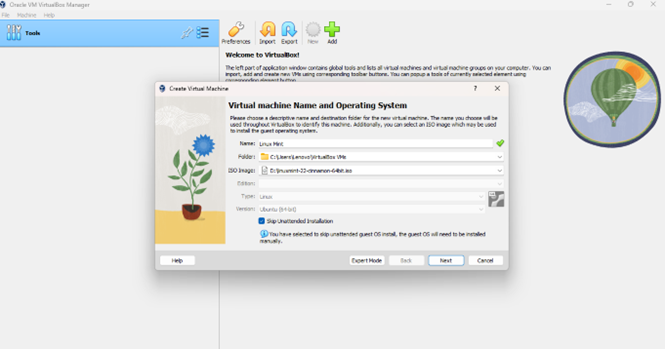 Oracle VM VirtualBox Manager
File Machine Help
Tools
Preferences Import Export New Add
Welcome to VirtualBox!
The left part of application window contains global tools and lists all virtual machines and virtual machine groups on your computer. You can
import, add and create new VMs using corresponding toolbar buttons. You can popup a tools of currently selected element using
corresponding element button.
Create Virtual Machine
?
Virtual machine Name and Operating System
Please choose a descriptive name and destination folder for the new virtual machine. The name you choose will be
used throughout VirtualBox to identify this machine. Additionally, you can select an ISO image which may be used
to install the guest operating system.
Name: Linux Mint
Folder: C:\Users\Lenovo\VirtualBox VMs
ISO Image: D:\linuxmint-22-cinnamon-64bit.iso
Edition:
Type: Linux
Version: Ubuntu (64-bit)
64
Skip Unattended Installation
You have selected to skip unattended guest OS install, the guest OS will need to be installed
manually.
Help Expert Mode Back Next Cancel